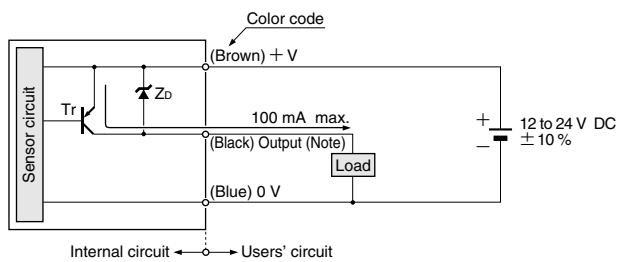 Color code
(Brown) + V
Sensor circuit
Tr
ZD
100 mA max.
(Black) Output (Note)
Load
+
−
12 to 24 V DC
± 10 %
(Blue) 0 V
Internal circuit
Users' circuit